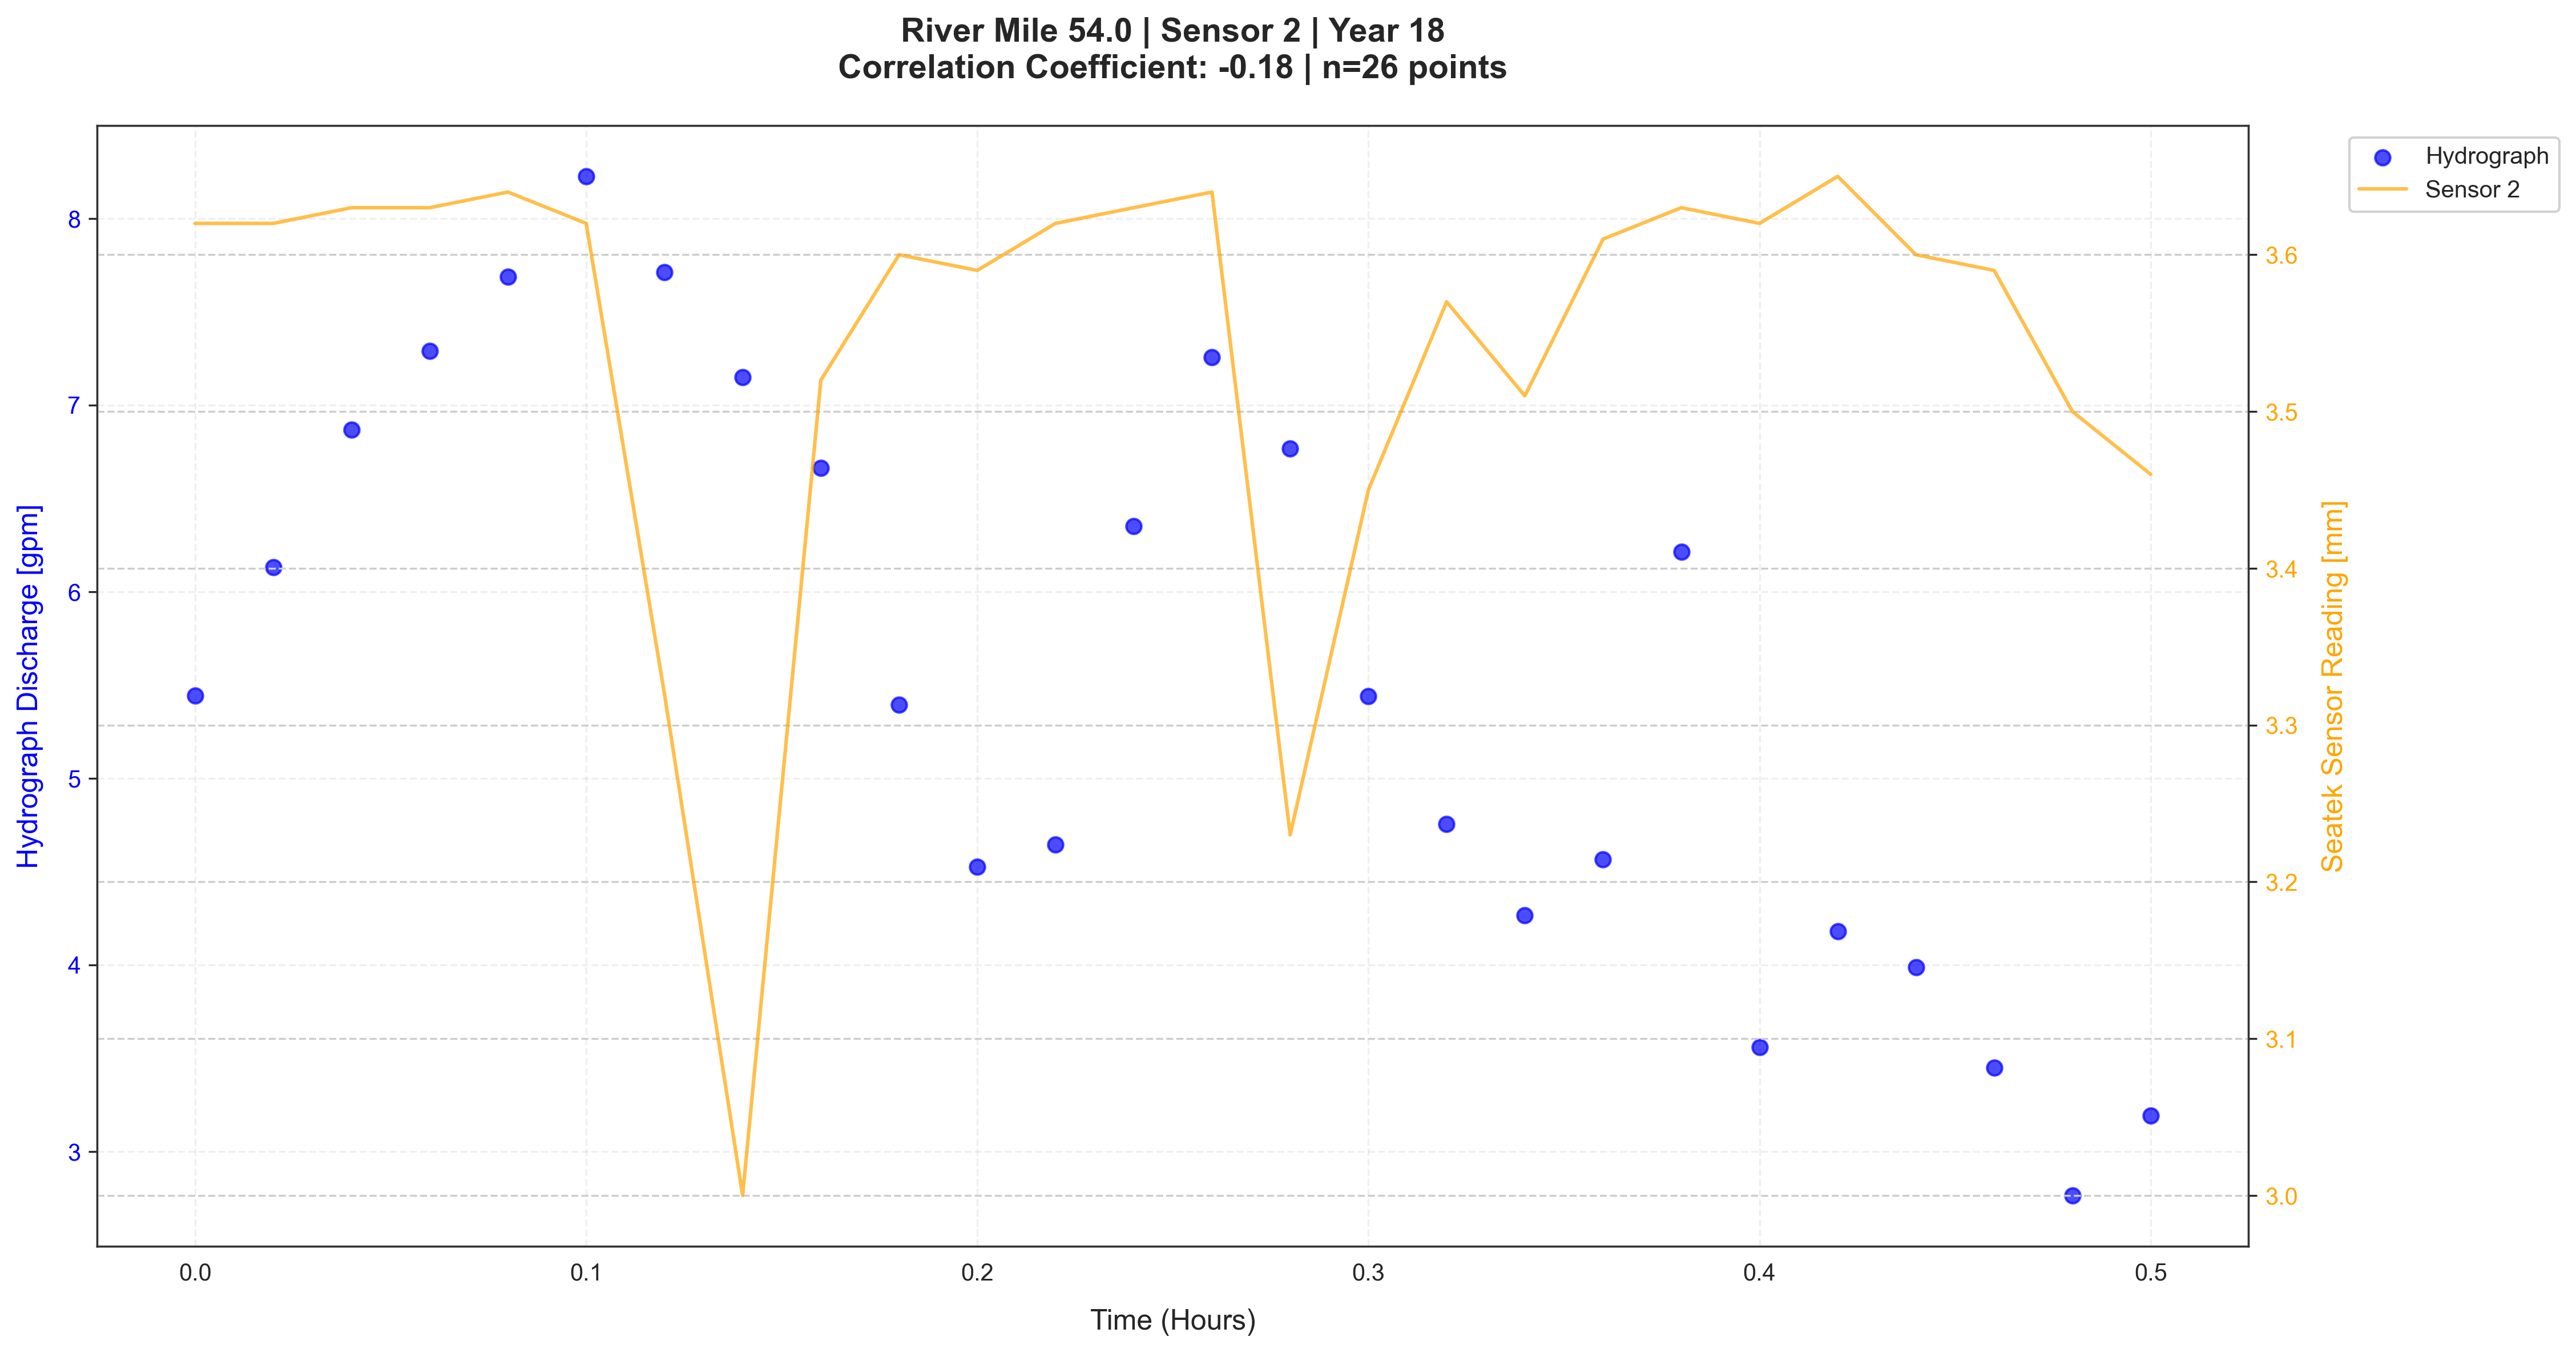 River Mile 54.0 | Sensor 2 | Year 18
Correlation Coefficient: -0.18 | n=26 points
Hydrograph
Sensor 2
8
7
6
5
4
3
Hydrograph Discharge [gpm]
3.6
3.5
3.4
3.3
3.2
3.1
3.0
Seatek Sensor Reading [mm]
0.0 0.1 0.2 0.3 0.4 0.5
Time (Hours)